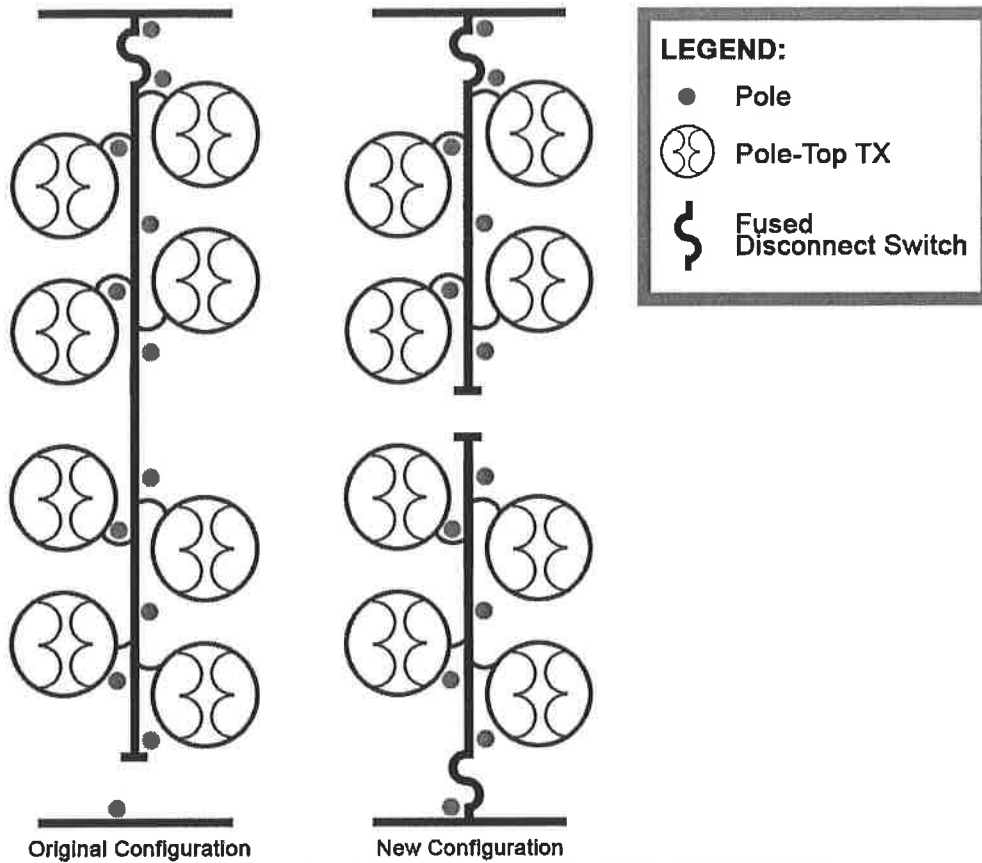 LEGEND:
Pole
Pole-Top TX
Fused
Disconnect Switch
Original Configuration
New Configuration